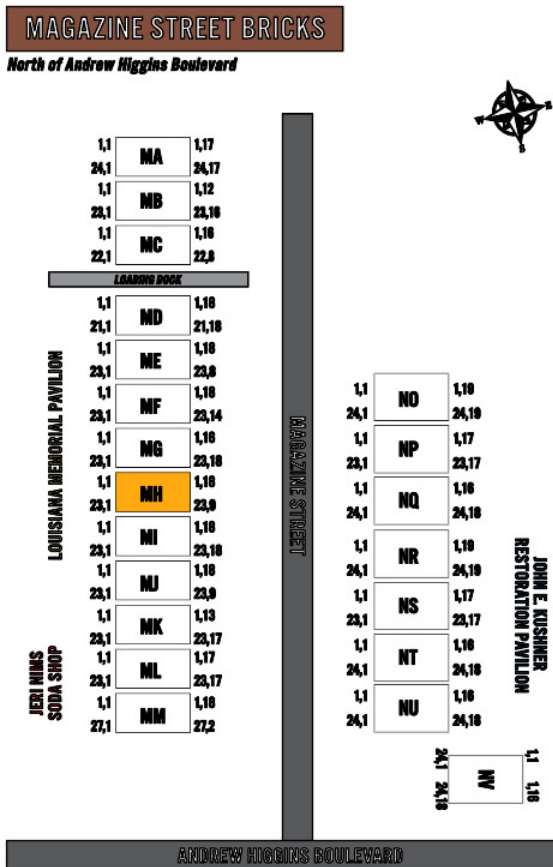 MAGAZINE STREET BRICKS
North of Andrew Higgins Boulevard
N
W
E
S
1,1 MA 1,17
24,1 24,17
1,1 MB 1,12
23,1 23,16
1,1 MC 1,16
22,1 22,8
LOADING DOCK
1,1 MD 1,18
21,1 21,18
1,1 ME 1,18
23,1 23,8
1,1 MF 1,18
23,1 23,14
1,1 MG 1,16
23,1 23,18
1,1 MH 1,18
23,1 23,9
1,1 MI 1,18
23,1 23,18
1,1 MJ 1,18
23,1 23,9
1,1 MK 1,13
23,1 23,17
1,1 ML 1,17
23,1 23,17
1,1 MM 1,18
27,1 27,2
LOUISIANA MEMORIAL PAVILION
JERI NIMS
SODA SHOP
MAGAZINE STREET
1,1 NO 1,19
24,1 24,19
1,1 NP 1,17
23,1 23,17
1,1 NQ 1,16
24,1 24,18
1,1 NR 1,19
24,1 24,19
1,1 NS 1,17
23,1 23,17
1,1 NT 1,16
24,1 24,18
1,1 NU 1,16
24,1 24,18
JOHN E. KUSHNER
RESTORATION PAVILION
24,1 NV 1,1
24,18 1,16
ANDREW HIGGINS BOULEVARD